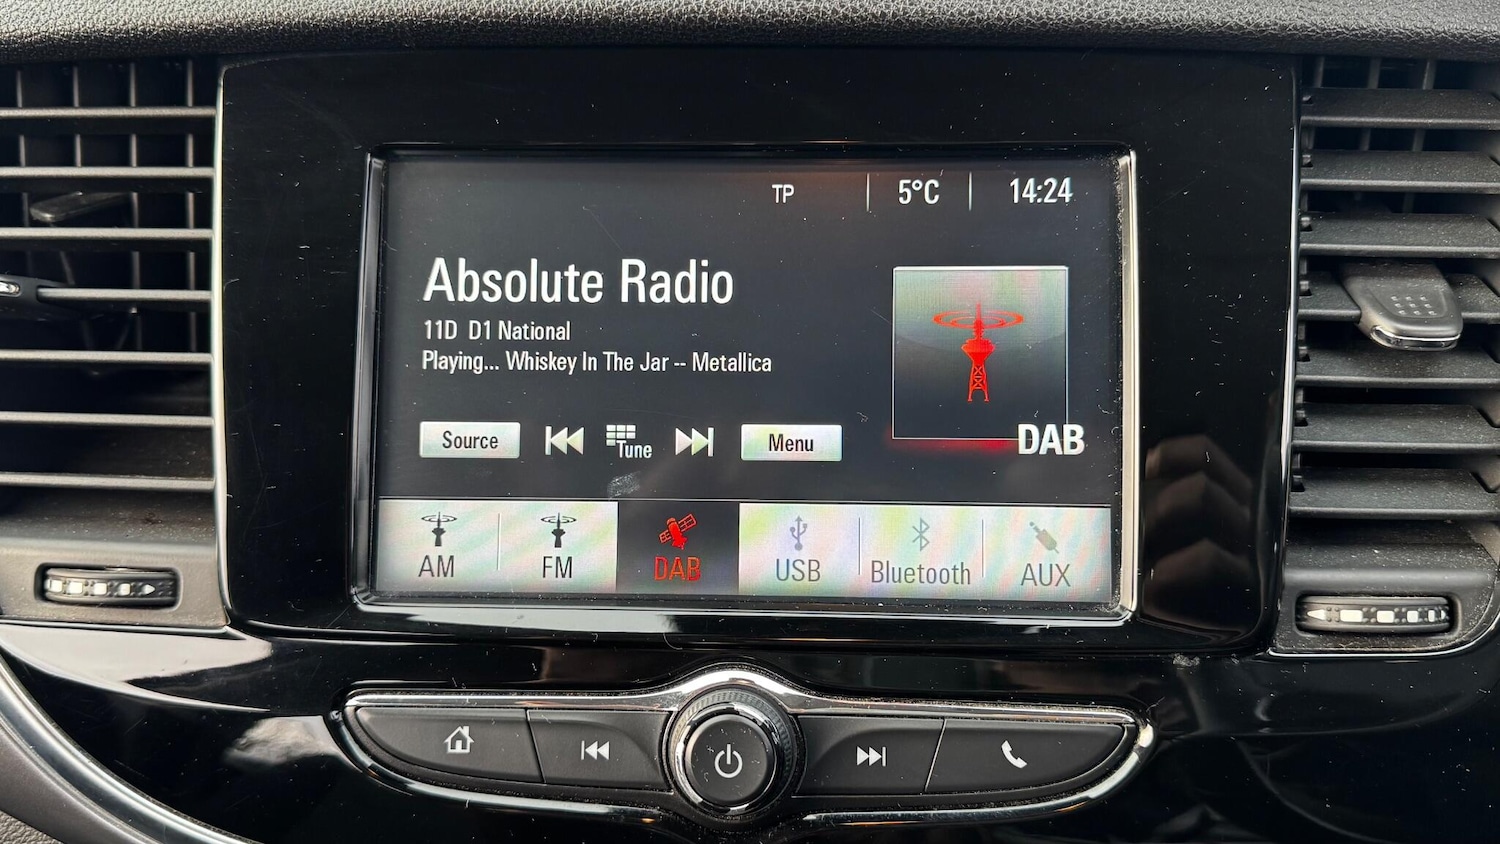 TP 5°C 14:24
Absolute Radio
11D D1 National
Playing... Whiskey In The Jar -- Metallica
Source Tune Menu
DAB
AM FM DAB USB Bluetooth AUX